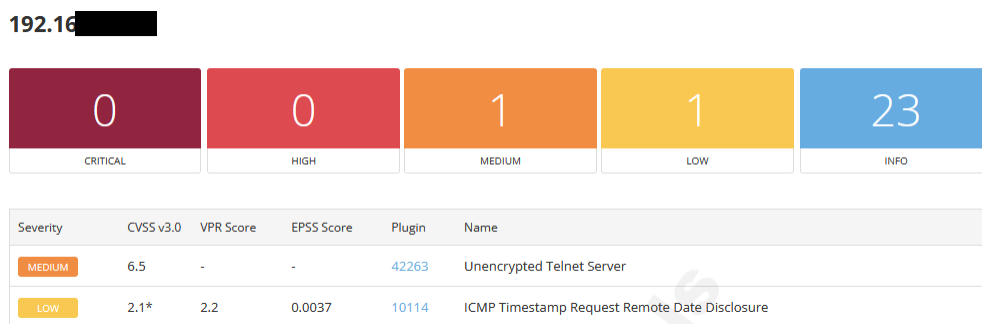 192.16
0 0 1 1 23
CRITICAL HIGH MEDIUM LOW INFO
Severity CVSS v3.0 VPR Score EPSS Score Plugin Name
MEDIUM 6.5 - - 42263 Unencrypted Telnet Server
LOW 2.1* 2.2 0.0037 10114 ICMP Timestamp Request Remote Date Disclosure